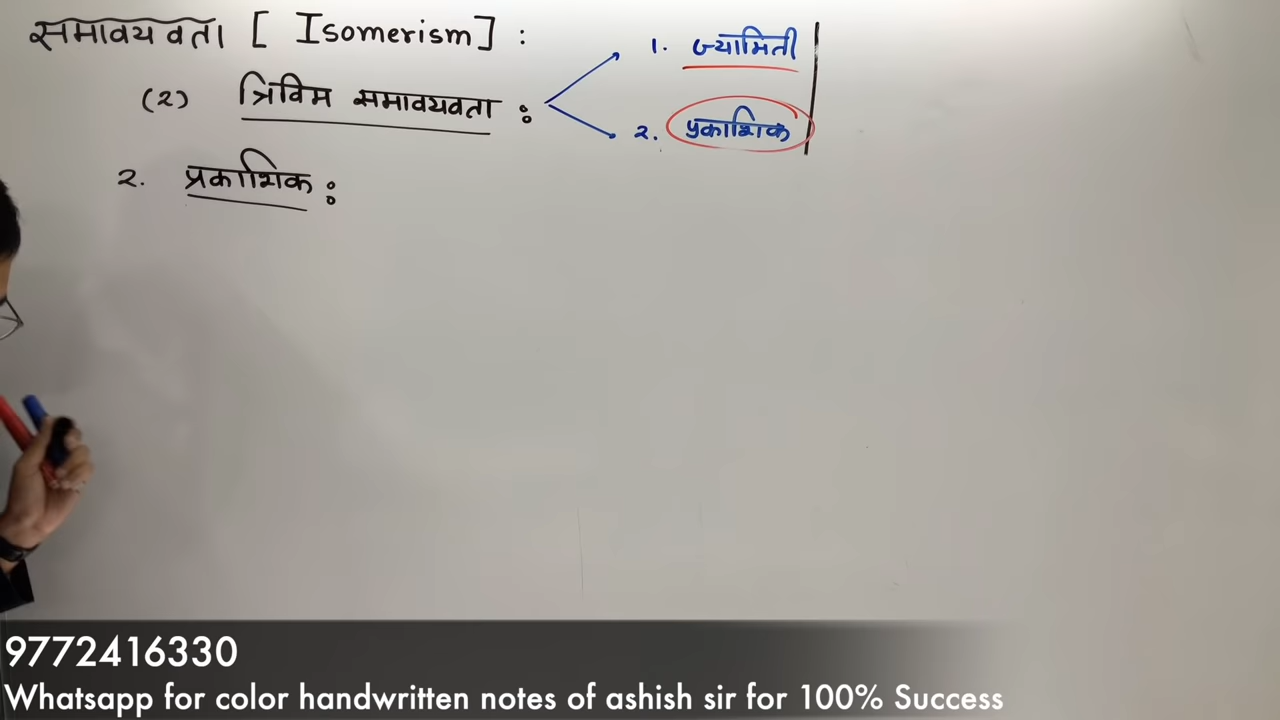 समावयवता [ Isomerism ] :
(2) त्रिविम समावयवता :
1. ज्यामिती
2. प्रकाशिक
2. प्रकाशिक :
9772416330
Whatsapp for color handwritten notes of ashish sir for 100% Success